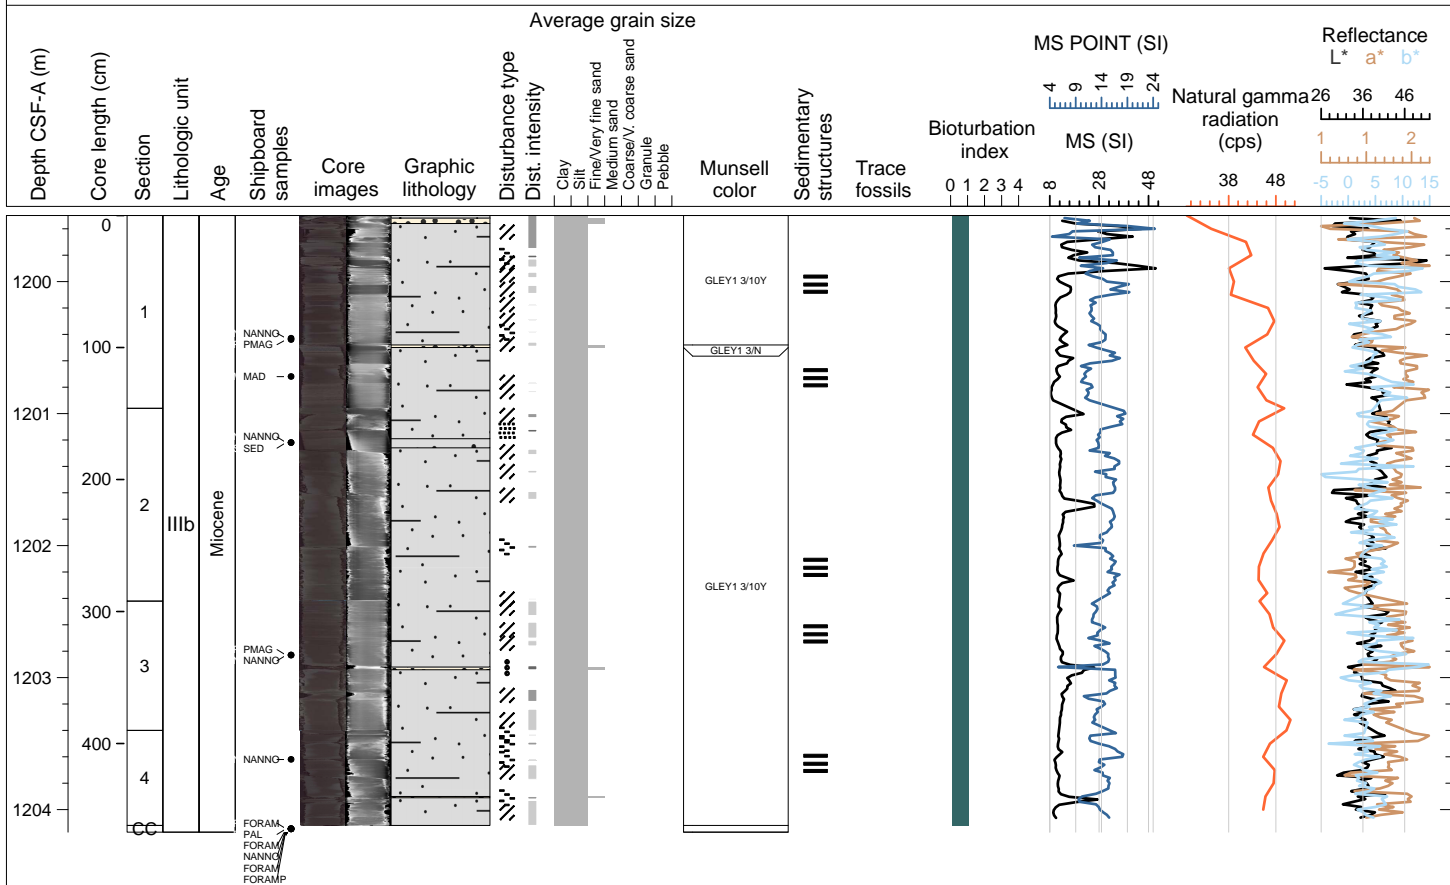 Average grain size
Depth CSF-A (m)
Core length (cm)
Section
Lithologic unit
Age
Shipboard samples
Core images
Graphic lithology
Disturbance type
Dist. intensity
Clay
Silt
Fine/Very fine sand
Medium sand
Coarse/V. coarse sand
Granule
Pebble
Munsell color
Sedimentary structures
Trace fossils
Bioturbation index
0 1 2 3 4
MS POINT (SI)
4 9 14 19 24
MS (SI)
8 28 48
Natural gamma radiation (cps)
38 48
Reflectance
L* a* b*
26 36 46
1 1 2
-5 0 5 10 15
0
1200
GLEY1 3/10Y
1
NANNO
PMAG
100
GLEY1 3/N
MAD
1201
NANNO
SED
200
2
IIIb
Miocene
1202
GLEY1 3/10Y
300
PMAG
NANNO
3
1203
400
NANNO
4
1204
FORAM
CC
PAL
FORAM
NANNO
FORAM
FORAMP